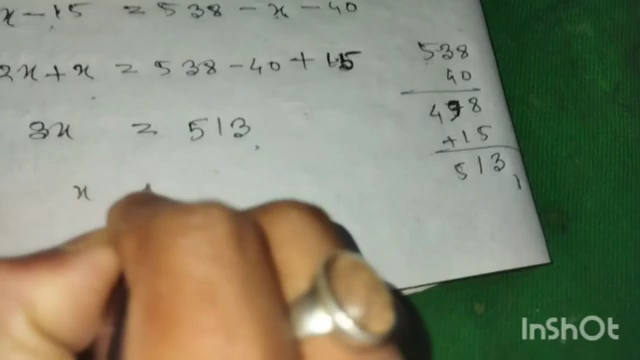 x - 15 = 538 - x - 40
2x + x = 538 - 40 + 15
3x = 513
x
538
40
498
+15
513
InShOt